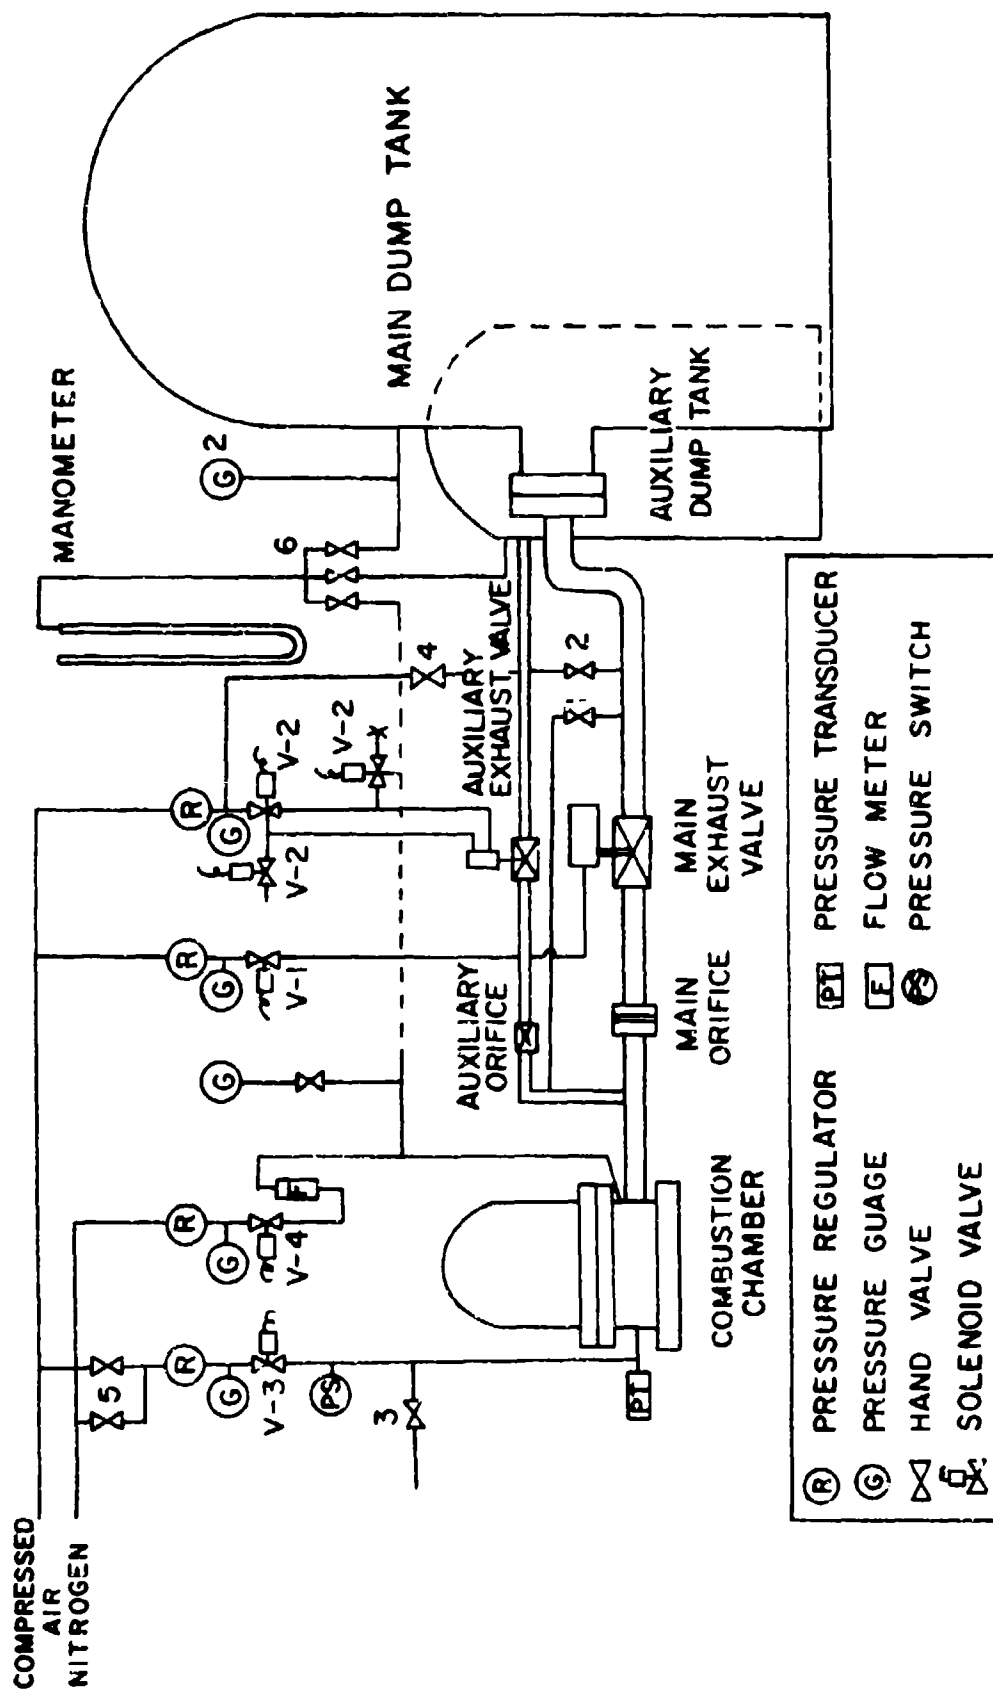 COMPRESSED
AIR
NITROGEN
MANOMETER
G 2
6
MAIN DUMP TANK
AUXILIARY
DUMP TANK
R
G
V-2
V-2
V-2
4
AUXILIARY
EXHAUST VALVE
2
R
G
V-1
G
AUXILIARY
ORIFICE
MAIN
ORIFICE
MAIN
EXHAUST
VALVE
R
G
V-4
F
5
R
G
V-3
PS
3
PT
COMBUSTION
CHAMBER
R PRESSURE REGULATOR
G PRESSURE GUAGE
HAND VALVE
SOLENOID VALVE
PT PRESSURE TRANSDUCER
F FLOW METER
PS PRESSURE SWITCH